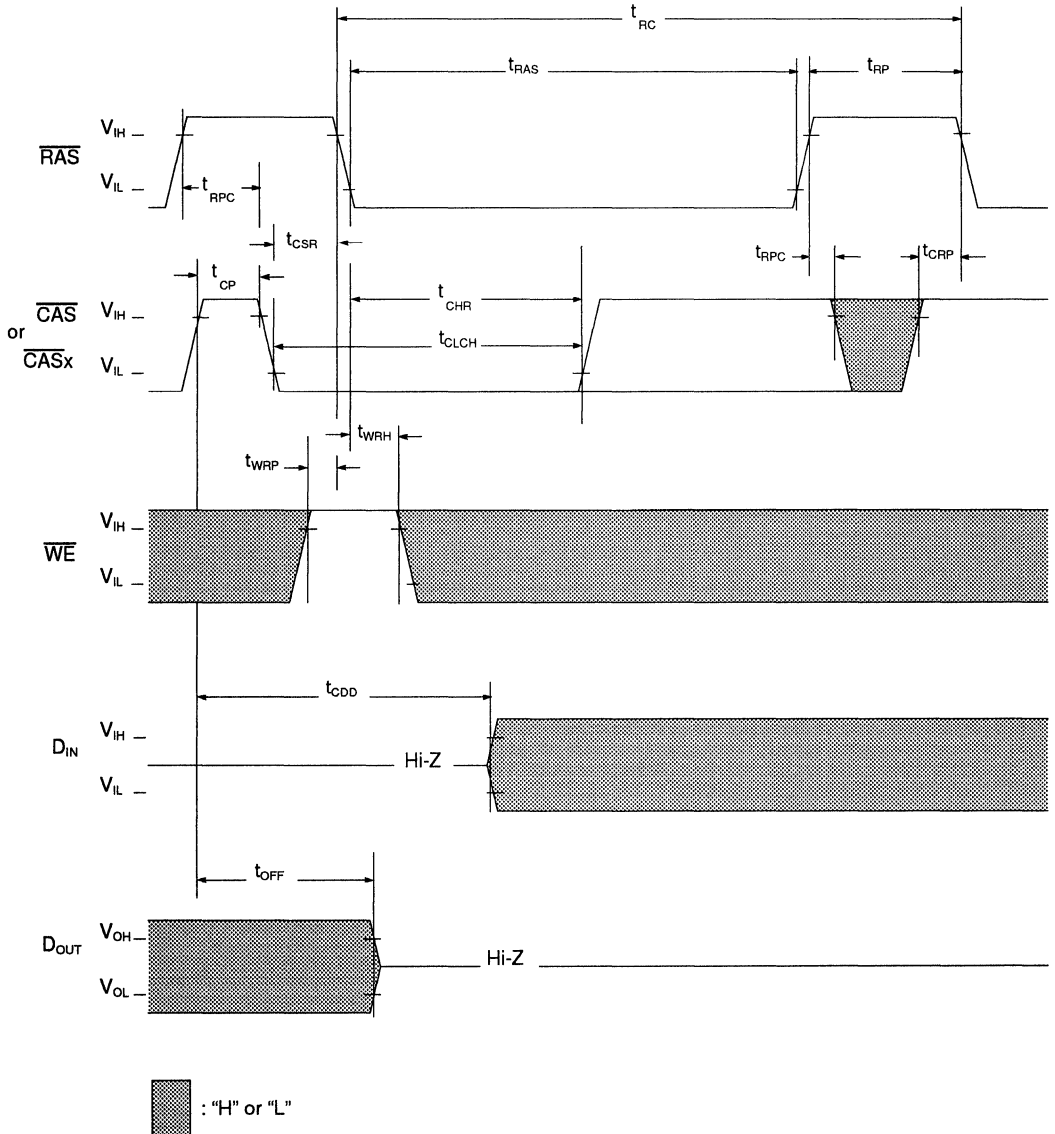 tRC
tRAS
tRP
RAS
VIH
VIL
tRPC
tCSR
tRPC
tCRP
tCP
CAS
or
CASx
VIH
VIL
tCHR
tCLCH
tWRH
tWRP
WE
VIH
VIL
tCDD
DIN
VIH
VIL
Hi-Z
tOFF
DOUT
VOH
VOL
Hi-Z
: “H” or “L”